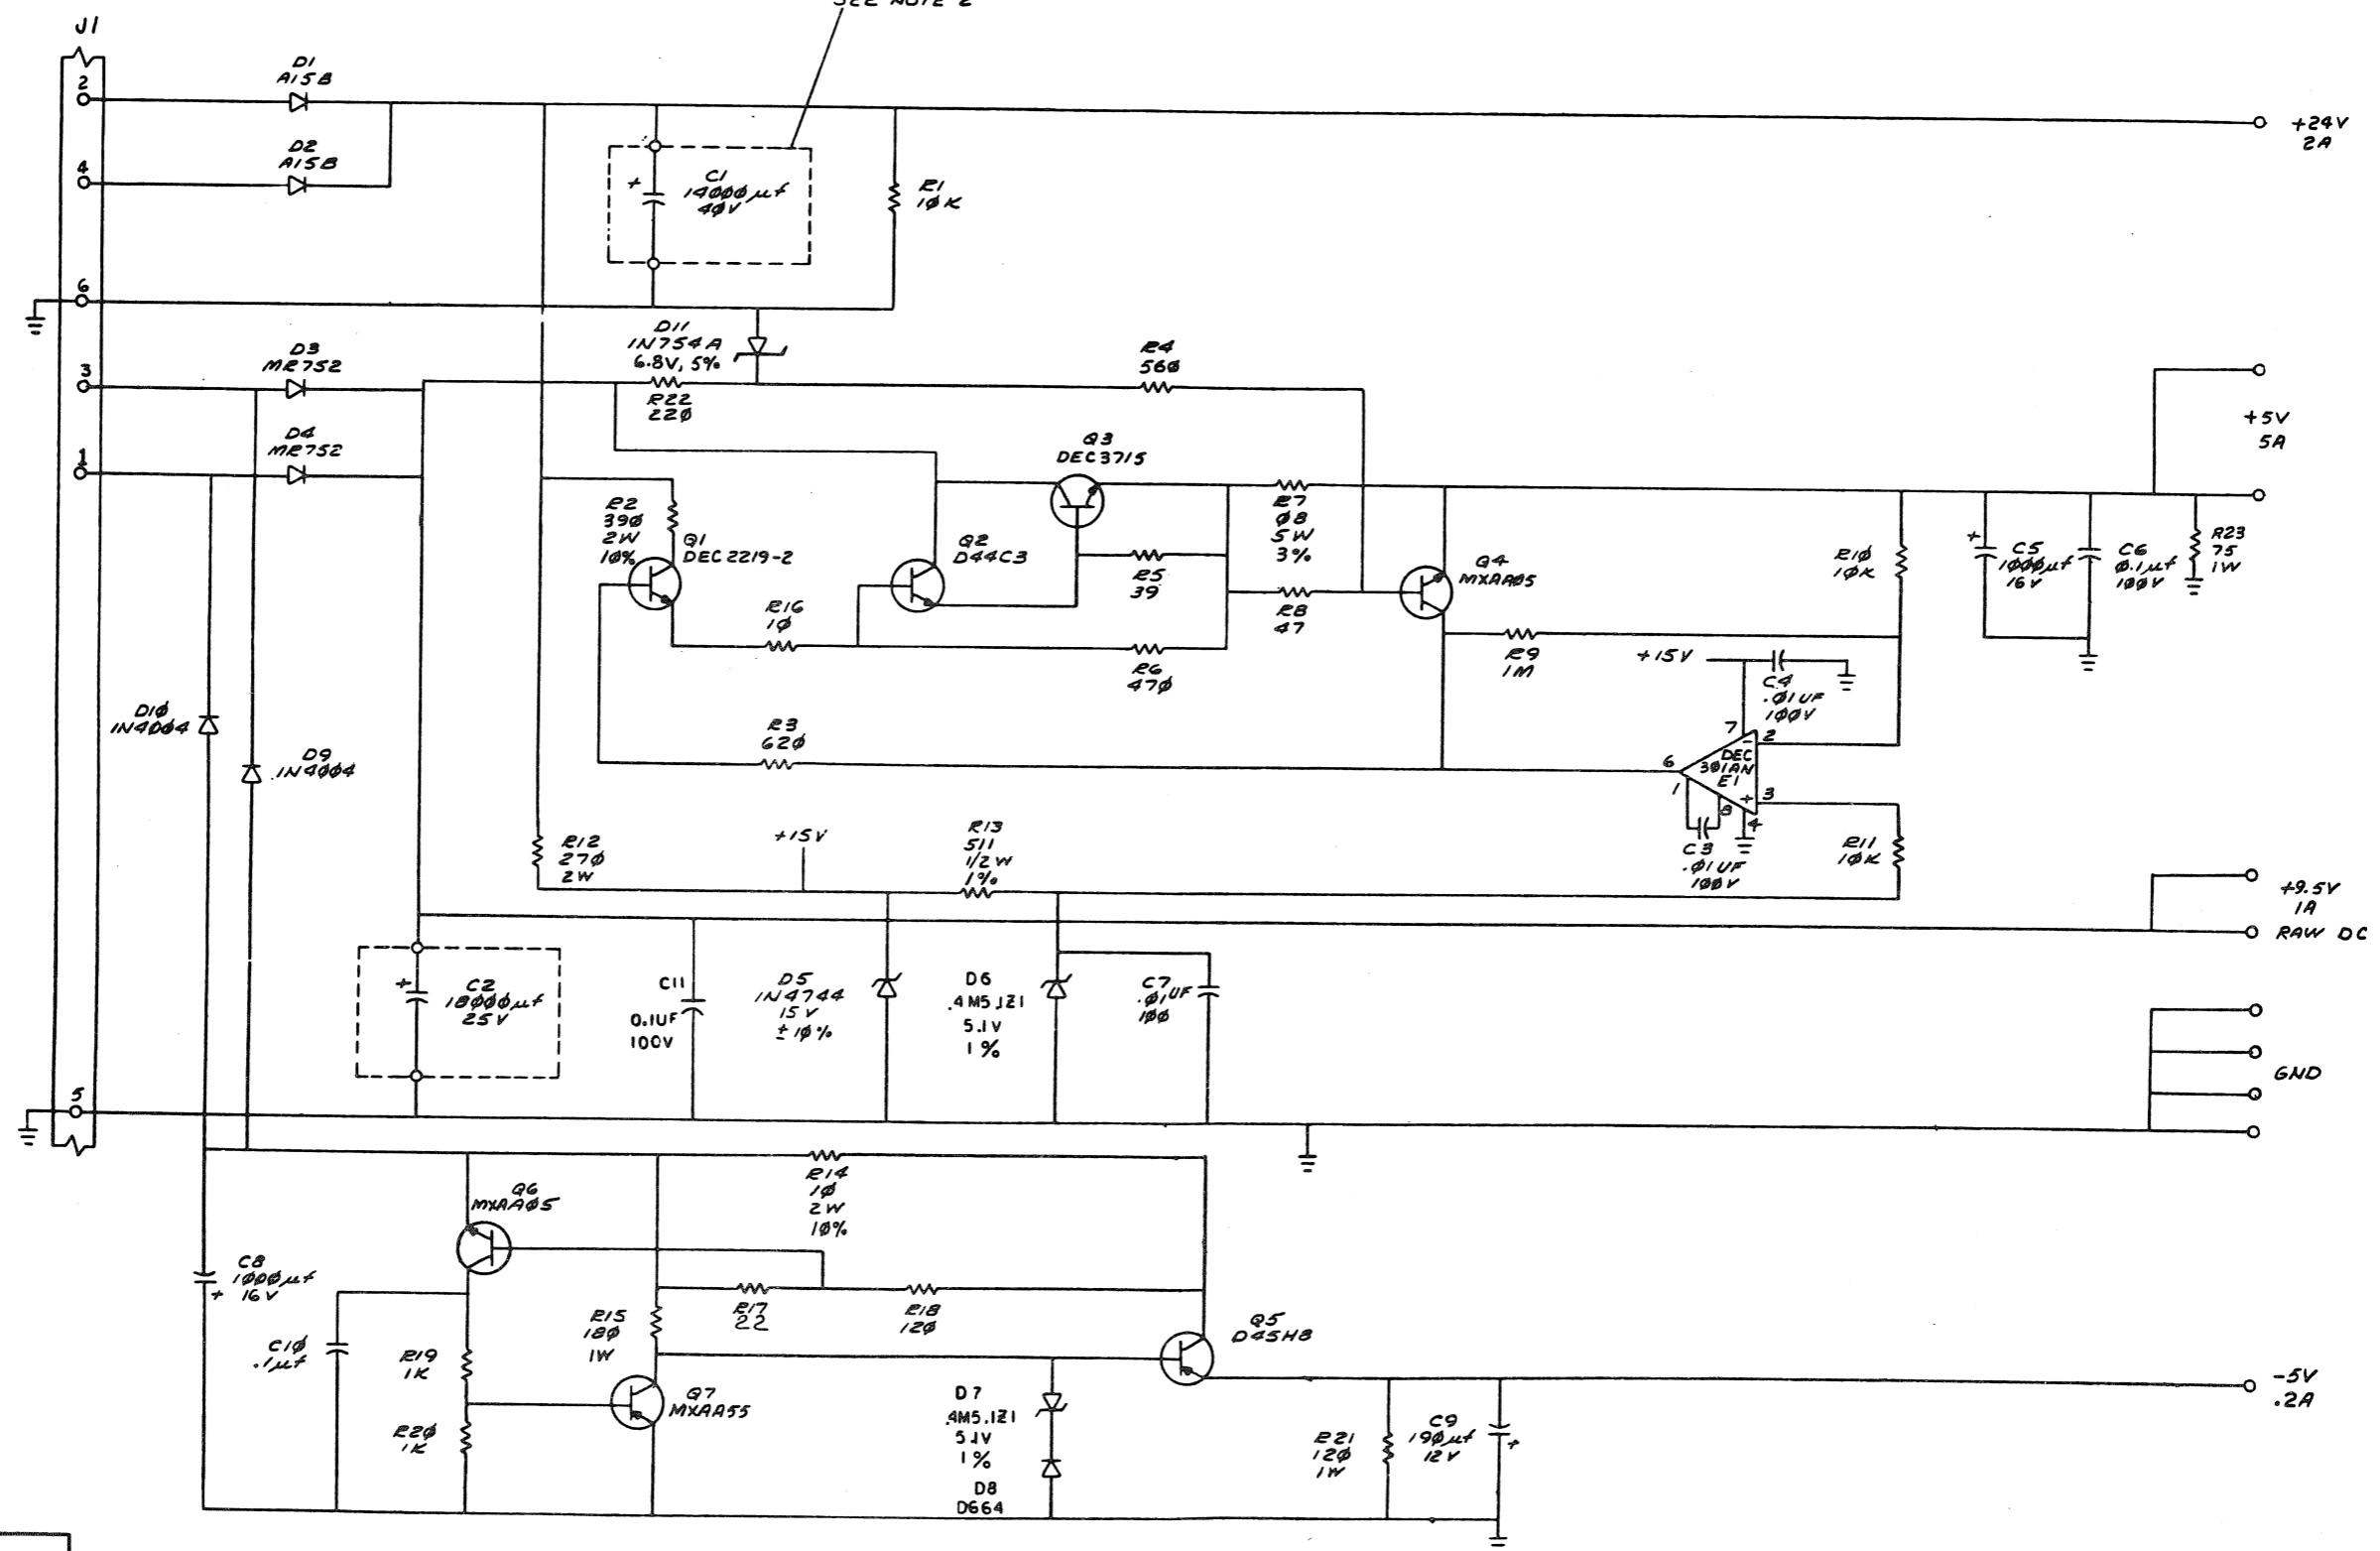 J1
2
D1
A15B
D2
A15B
4
C1
14000µf
40V
+
R1
10K
+24V
2A
6
D11
1N754A
6.8V, 5%
R22
220
R4
560
D3
MR752
3
D4
MR752
1
+5V
5A
Q3
DEC3715
R2
390
2W
10%
Q1
DEC2219-2
Q2
D44C3
R5
39
R7
Ø8
5W
3%
R8
47
Q4
MXAA05
R10
10K
+
C5
1000µf
16V
C6
0.1µf
100V
R23
75
1W
R16
10
R6
470
R9
1M
+15V
C4
.01UF
100V
D10
1N4004
D9
1N4004
R3
620
7
2
-
DEC
301AN
E1
+
6
1
8
3
4
C3
.01UF
100V
R11
10K
R12
270
2W
+15V
R13
511
1/2W
1%
+9.5V
1A
RAW DC
+
C2
18000µf
25V
C11
0.1UF
100V
D5
1N4744
15V
±10%
D6
.4M5.1Z1
5.1V
1%
C7
.01UF
100
GND
5
R14
10
2W
10%
Q6
MXAA05
C8
1000µf
+ 16V
C10
.1µf
R19
1K
R20
1K
R15
180
1W
R17
22
R18
120
Q5
D45H8
Q7
MXAA55
D7
.4M5.1Z1
5.1V
1%
D8
D664
R21
120
1W
C9
190µf
12V
+
-5V
.2A